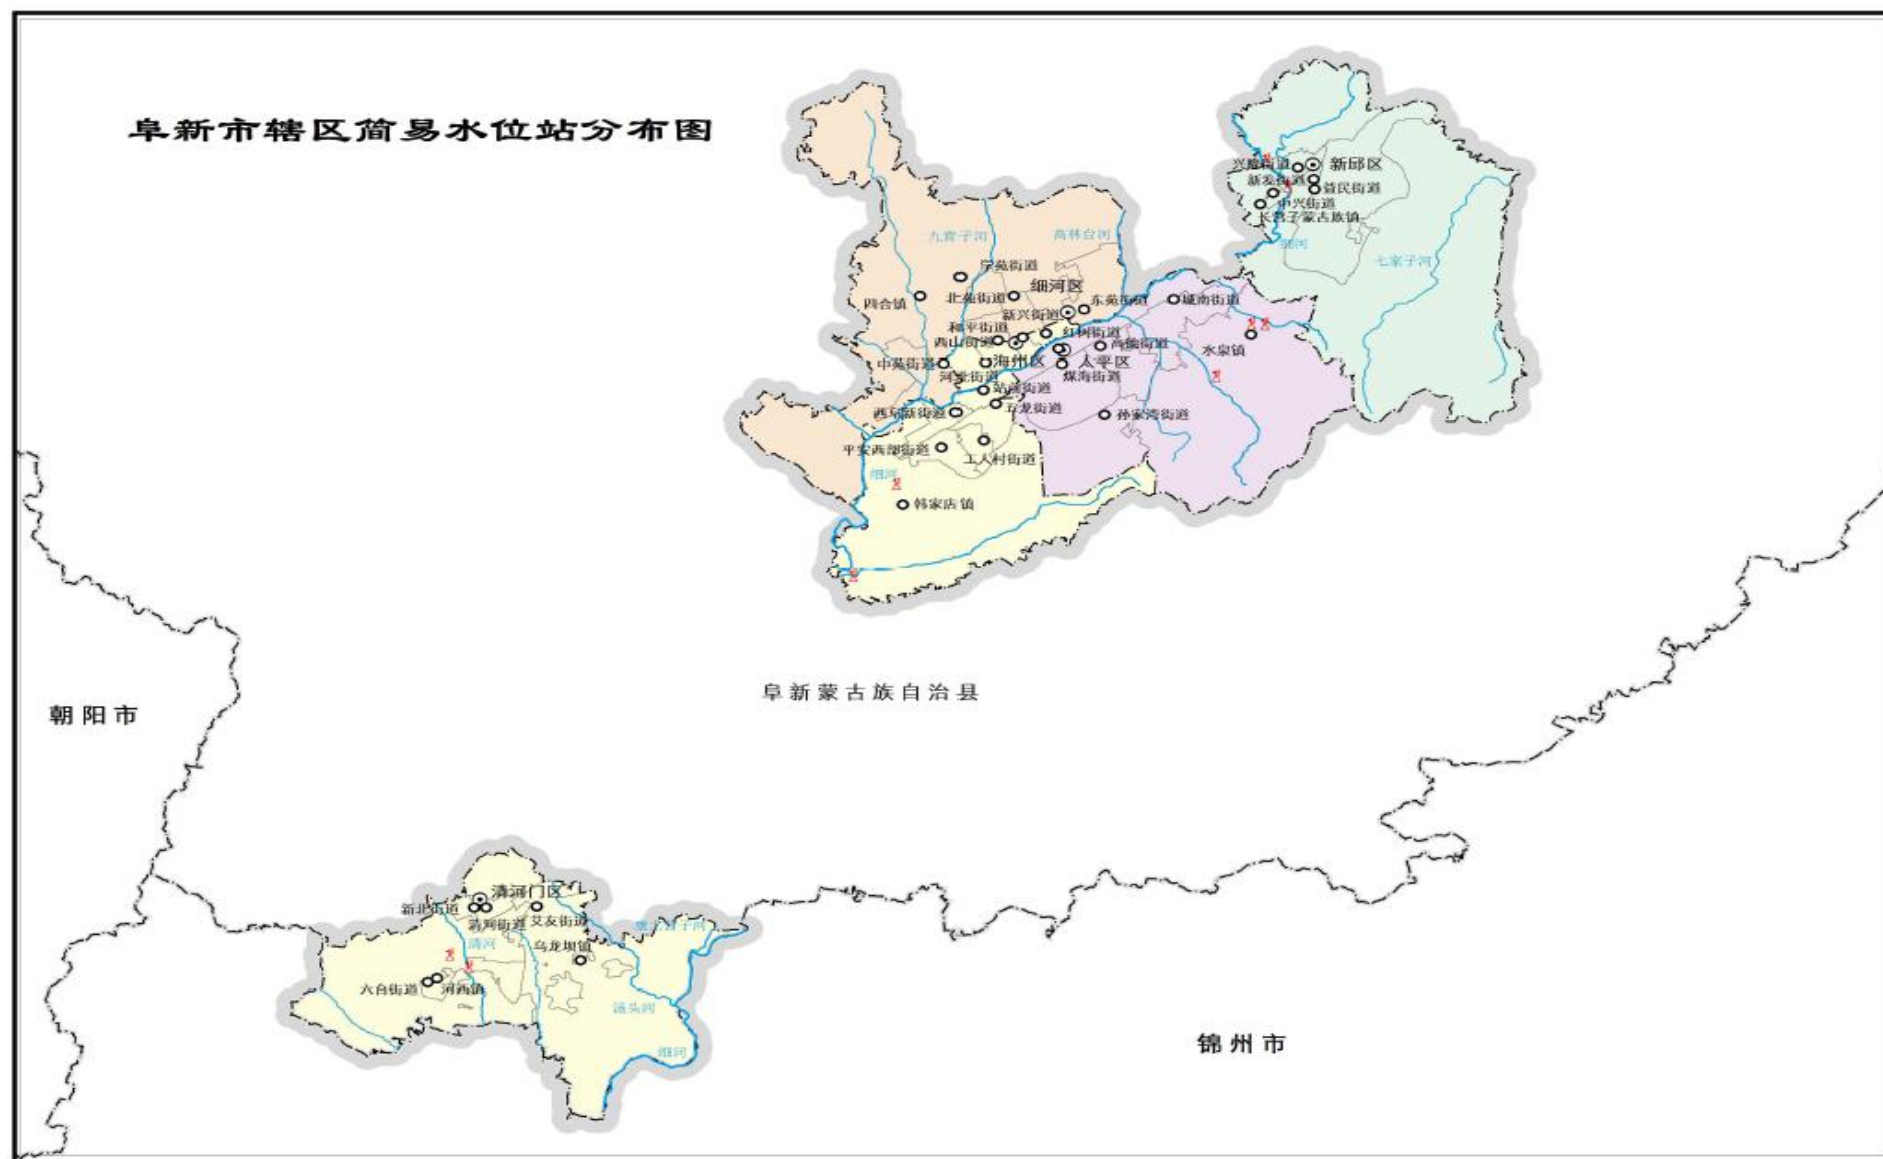 阜新市辖区简易水位站分布图
兴隆街道
新邱区
新发街道
益民街道
中兴街道
长营子蒙古族镇
细河
七家子河
九营子河
高林台河
学苑街道
四合镇
北苑街道
细河区
东苑街道
城南街道
新兴街道
和平街道
红树街道
西山街道
高德街道
水泉镇
中苑街道
海州区
太平区
河北街道
煤海街道
站前街道
五龙街道
孙家湾街道
平安西部街道
工人村街道
细河
韩家店镇
阜新蒙古族自治县
朝阳市
清河门区
新北街道
清河街道
艾友街道
清河
乌龙坝镇
六台街道
河西镇
汤头河
细河
锦州市